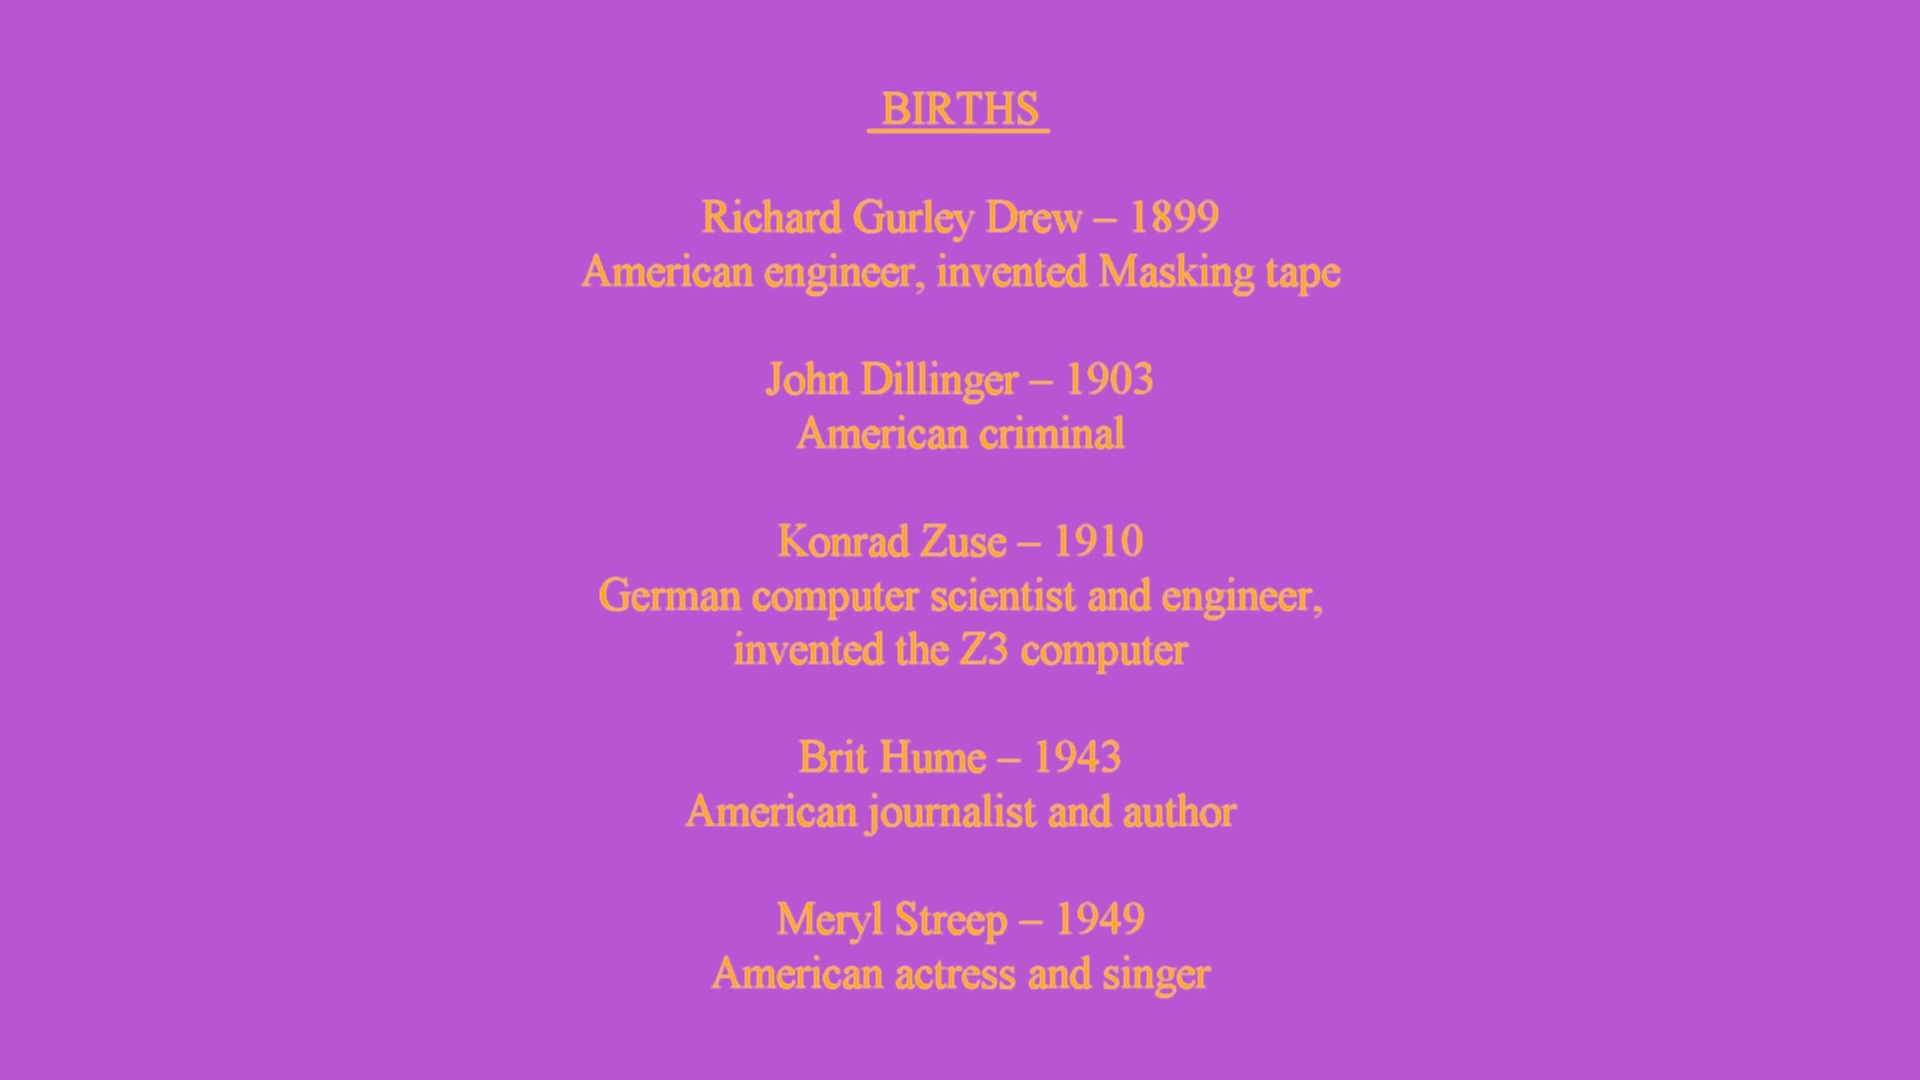 BIRTHS
Richard Gurley Drew – 1899
American engineer, invented Masking tape
John Dillinger – 1903
American criminal
Konrad Zuse – 1910
German computer scientist and engineer,
invented the Z3 computer
Brit Hume – 1943
American journalist and author
Meryl Streep – 1949
American actress and singer